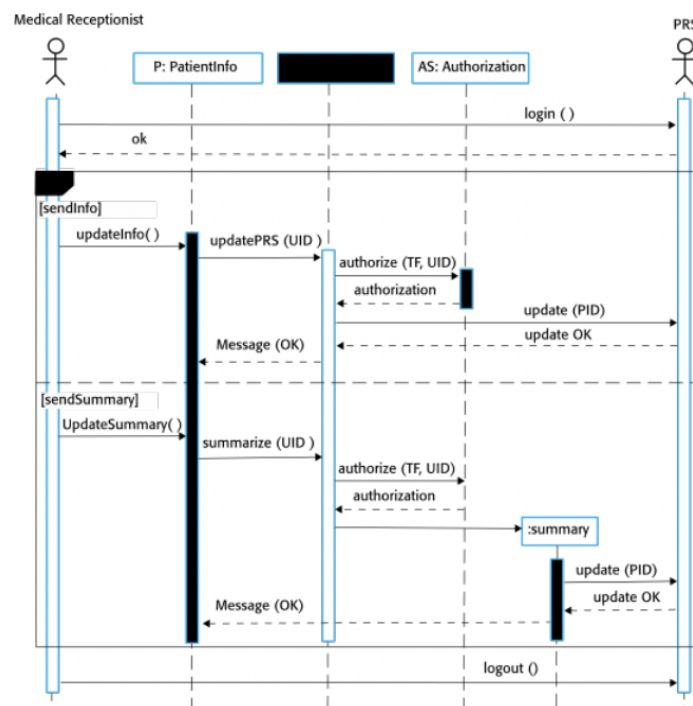 Medical Receptionist
PRS
P: PatientInfo
AS: Authorization
login ( )
ok
[sendInfo]
updateInfo( )
updatePRS (UID )
authorize (TF, UID)
authorization
update (PID)
update OK
Message (OK)
[sendSummary]
UpdateSummary( )
summarize (UID )
authorize (TF, UID)
authorization
:summary
update (PID)
update OK
Message (OK)
logout ()